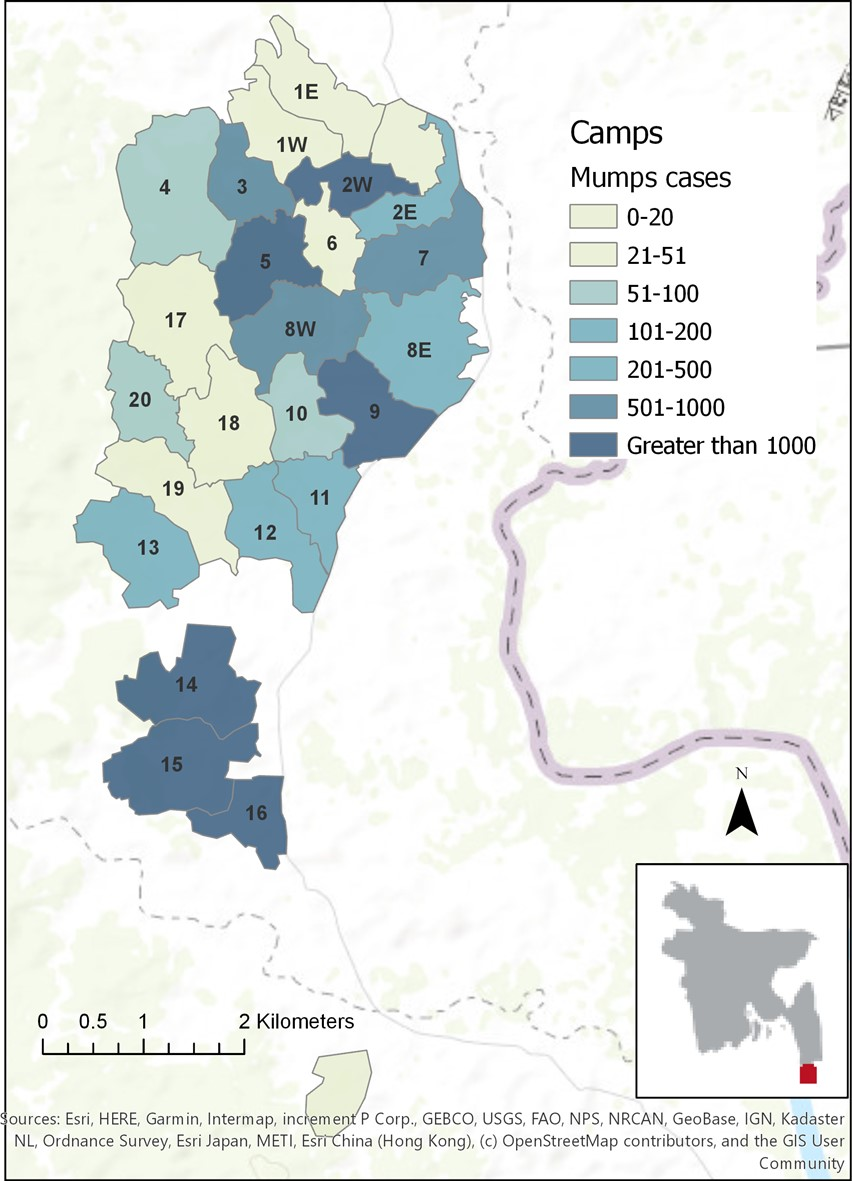 1E
1W
4
3
2W
2E
6
5
7
17
8W
8E
20
18
10
9
19
11
12
13
14
15
16
Camps
Mumps cases
0-20
21-51
51-100
101-200
201-500
501-1000
Greater than 1000
N
0 0.5 1 2 Kilometers
Sources: Esri, HERE, Garmin, Intermap, increment P Corp., GEBCO, USGS, FAO, NPS, NRCAN, GeoBase, IGN, Kadaster
NL, Ordnance Survey, Esri Japan, METI, Esri China (Hong Kong), (c) OpenStreetMap contributors, and the GIS User
Community